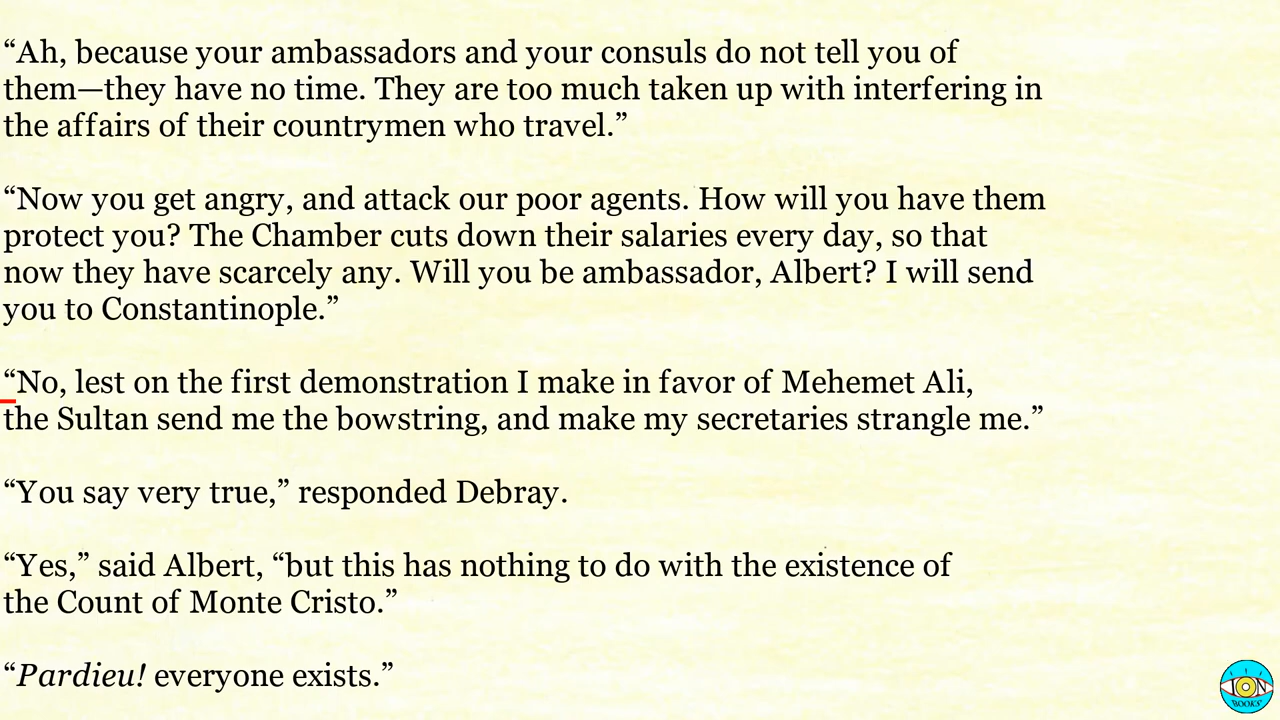 “Ah, because your ambassadors and your consuls do not tell you of
them—they have no time. They are too much taken up with interfering in
the affairs of their countrymen who travel.”
“Now you get angry, and attack our poor agents. How will you have them
protect you? The Chamber cuts down their salaries every day, so that
now they have scarcely any. Will you be ambassador, Albert? I will send
you to Constantinople.”
“No, lest on the first demonstration I make in favor of Mehemet Ali,
the Sultan send me the bowstring, and make my secretaries strangle me.”
“You say very true,” responded Debray.
“Yes,” said Albert, “but this has nothing to do with the existence of
the Count of Monte Cristo.”
“Pardieu! everyone exists.”
ION
BOOKS